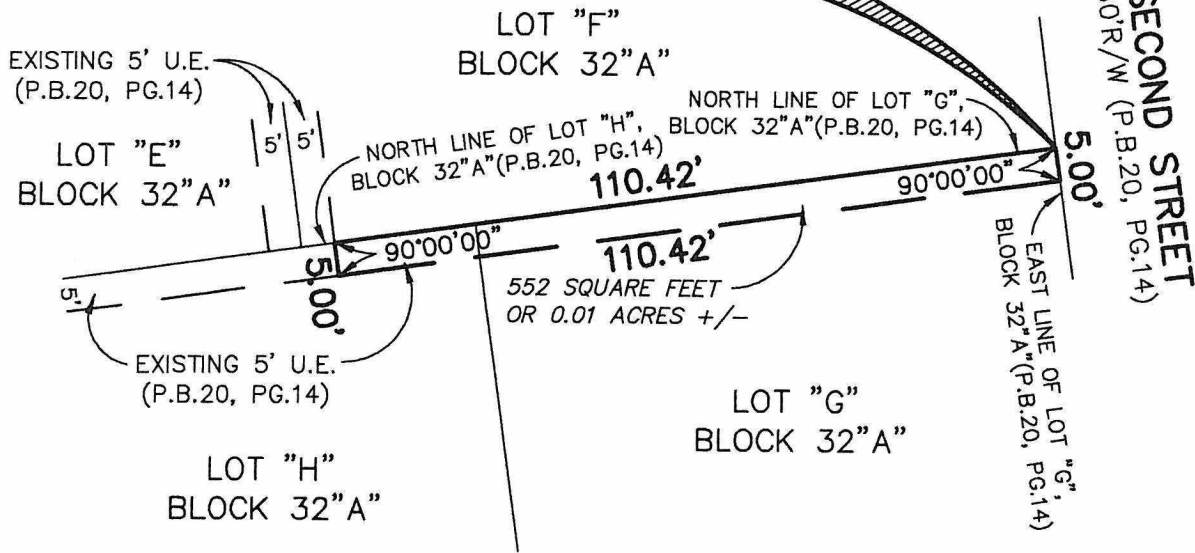 LOT "F"
BLOCK 32"A"
EXISTING 5' U.E.
(P.B.20, PG.14)
LOT "E"
BLOCK 32"A"
5'
5'
NORTH LINE OF LOT "H",
BLOCK 32"A"(P.B.20, PG.14)
NORTH LINE OF LOT "G",
BLOCK 32"A"(P.B.20, PG.14)
SECOND STREET
0'R/W (P.B.20, PG.14)
110.42'
90°00'00"
5.00'
90°00'00"
5.00'
110.42'
552 SQUARE FEET
OR 0.01 ACRES +/-
5'
EXISTING 5' U.E.
(P.B.20, PG.14)
EAST LINE OF LOT "G",
BLOCK 32"A"(P.B.20, PG.14)
LOT "G"
BLOCK 32"A"
LOT "H"
BLOCK 32"A"